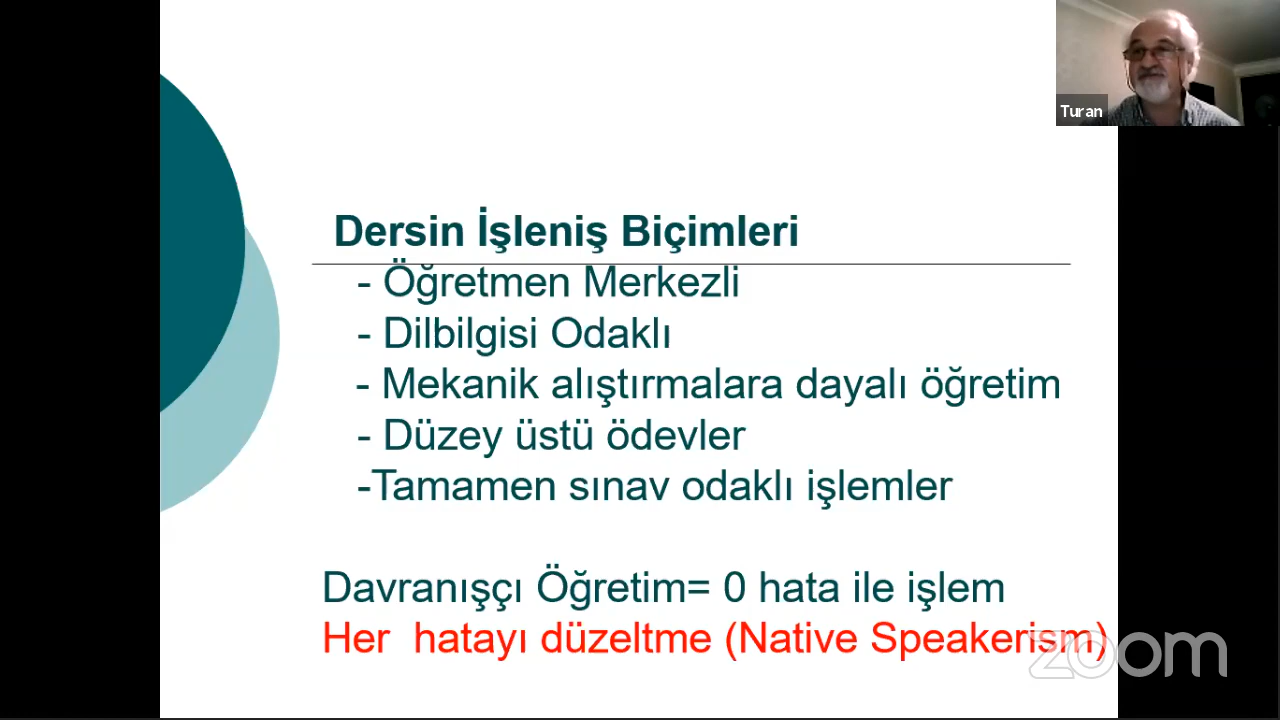 Turan
Dersin İşleniş Biçimleri
- Öğretmen Merkezli
- Dilbilgisi Odaklı
- Mekanik alıştırmalara dayalı öğretim
- Düzey üstü ödevler
-Tamamen sınav odaklı işlemler
Davranışçı Öğretim= 0 hata ile işlem
Her hatayı düzeltme (Native Speakerism)
zoom